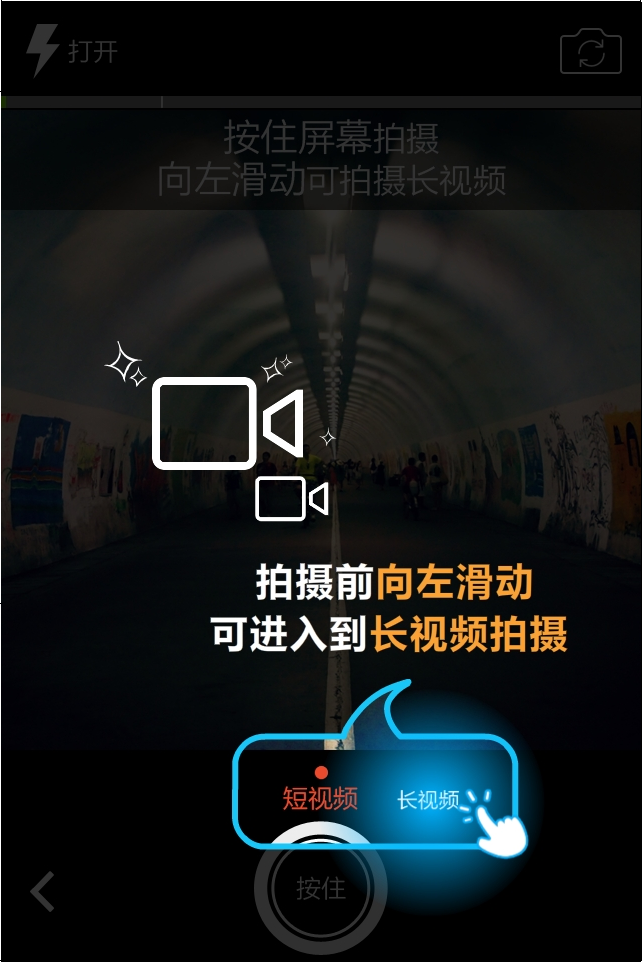 打开
按住屏幕拍摄
向左滑动可拍摄长视频
拍摄前向左滑动
可进入到长视频拍摄
短视频 长视频
按住